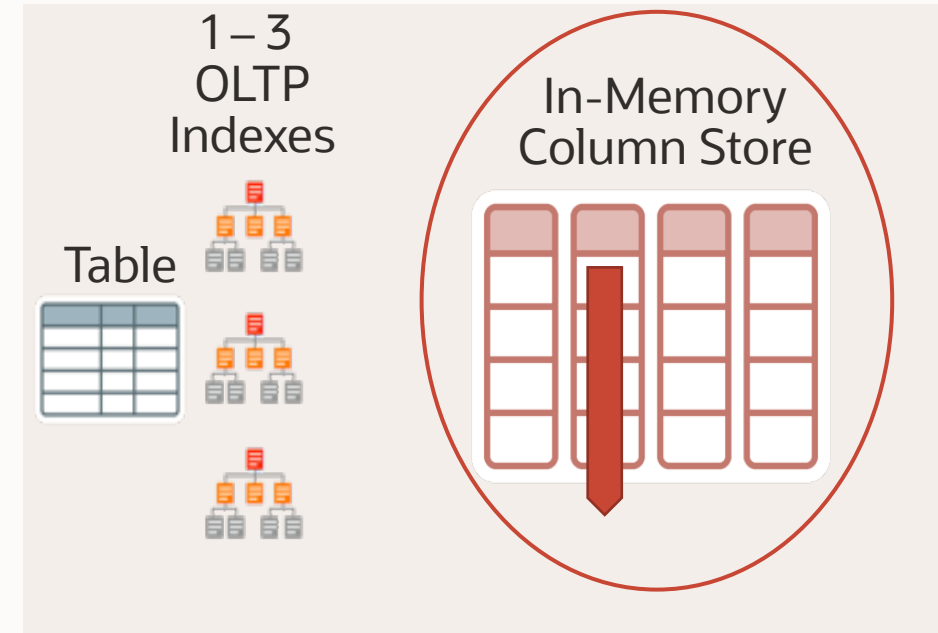 1 – 3
OLTP
Indexes
In-Memory
Column Store
Table